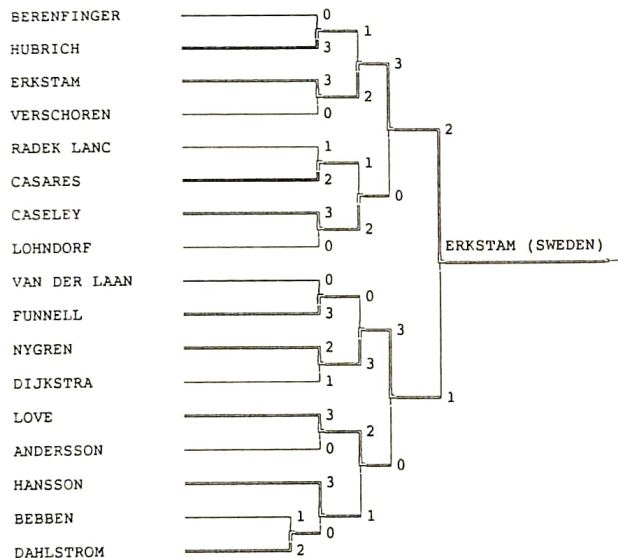 BERENFINGER 0
1
HUBRICH 3
3
ERKSTAM 3
2
VERSCHOREN 0
2
RADEK LANC 1
1
CASARES 2
0
CASELEY 3
2
LOHNDORF 0
ERKSTAM (SWEDEN)
VAN DER LAAN 0
0
FUNNELL 3
3
NYGREN 2
3
DIJKSTRA 1
1
LOVE 3
2
ANDERSSON 0
0
HANSSON 3
BEBBEN 1 1
0
DAHLSTROM 2